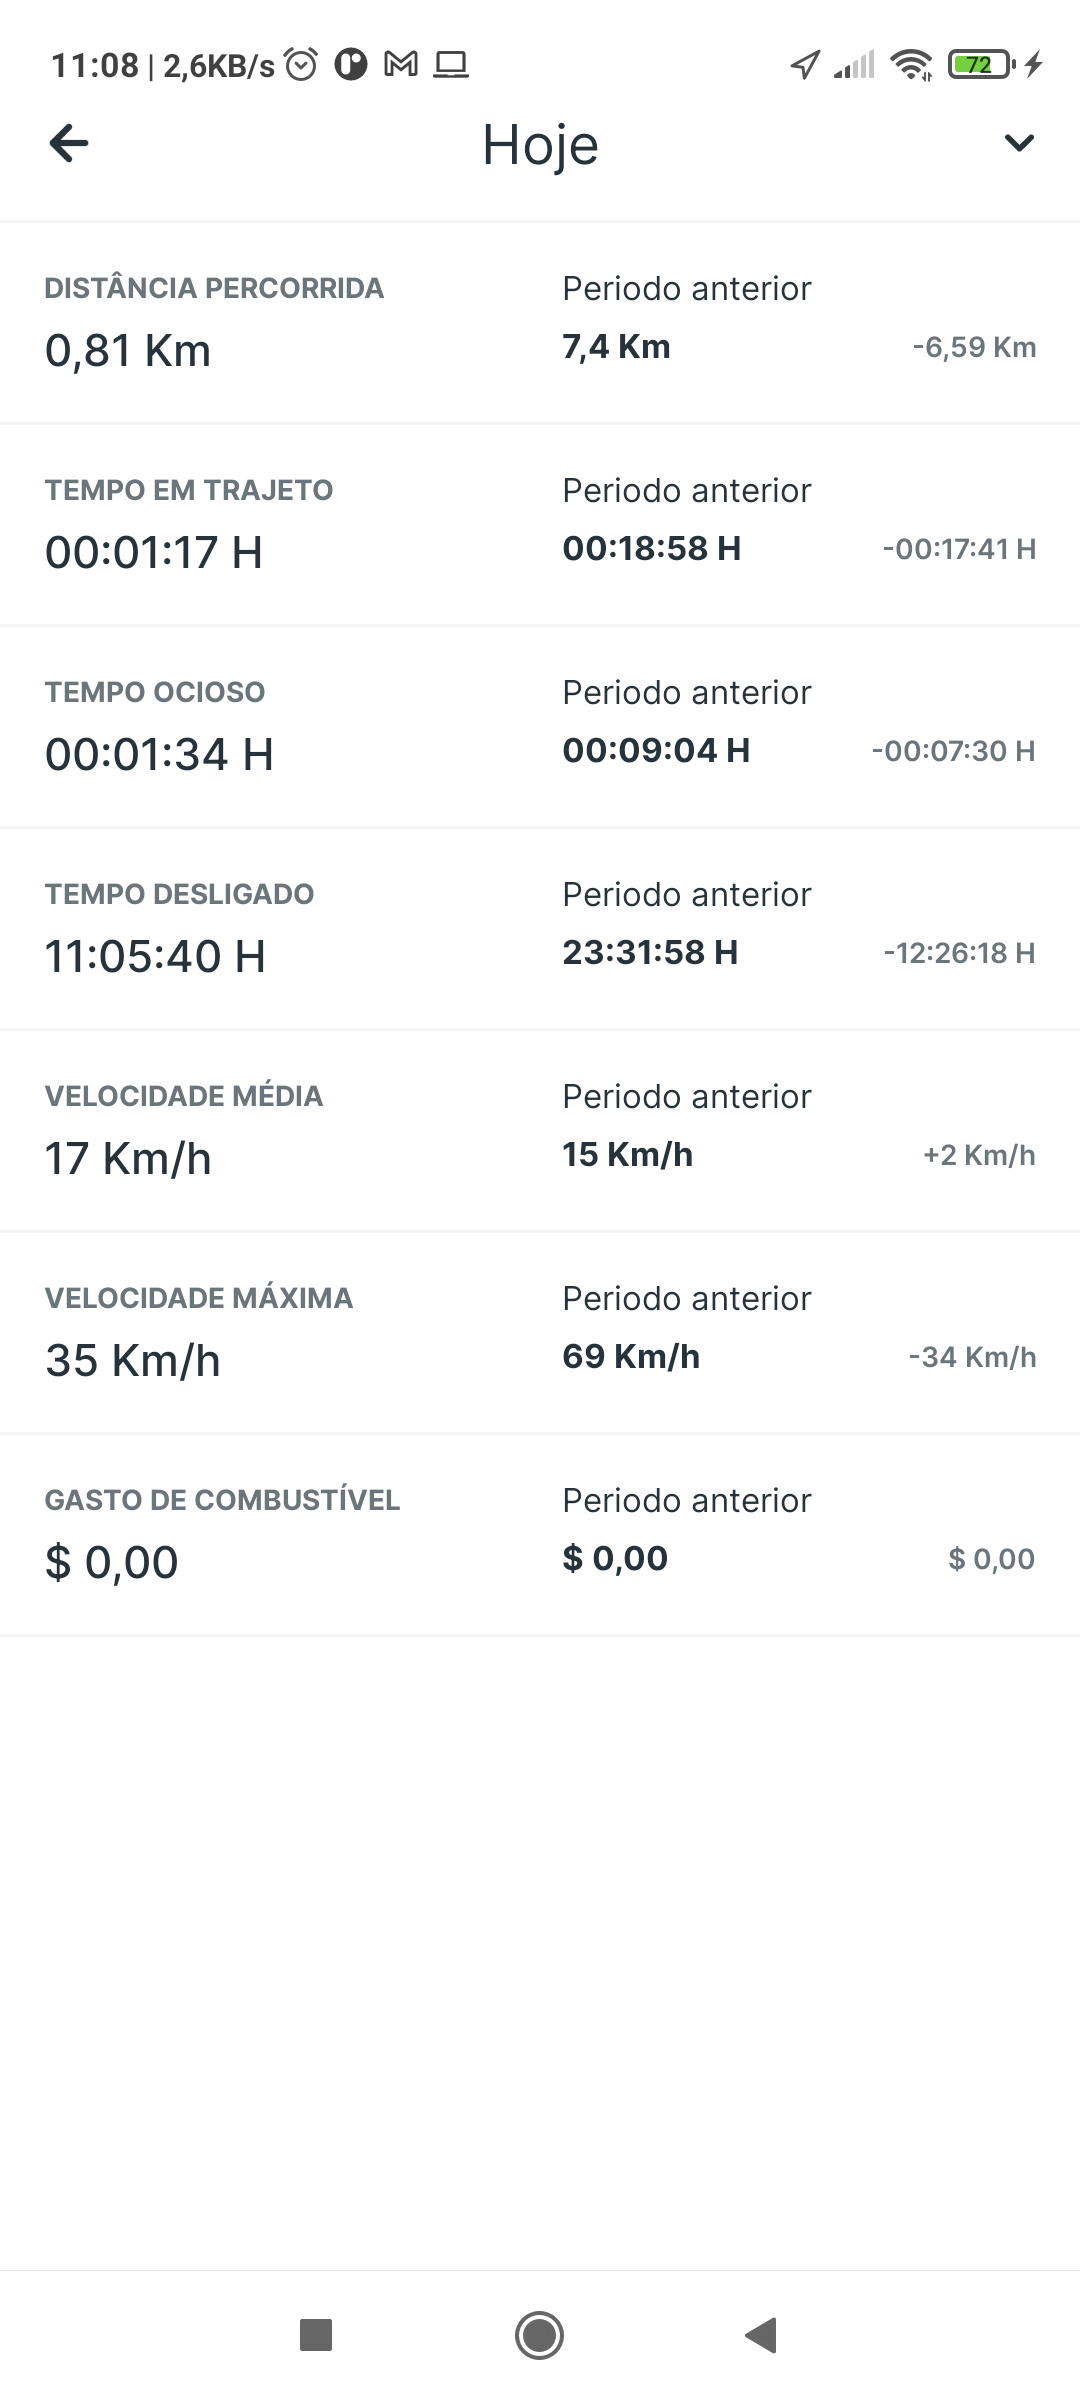 11:08 | 2,6KB/s
72
Hoje
DISTÂNCIA PERCORRIDA
0,81 Km
Periodo anterior
7,4 Km
-6,59 Km
TEMPO EM TRAJETO
00:01:17 H
Periodo anterior
00:18:58 H
-00:17:41 H
TEMPO OCIOSO
00:01:34 H
Periodo anterior
00:09:04 H
-00:07:30 H
TEMPO DESLIGADO
11:05:40 H
Periodo anterior
23:31:58 H
-12:26:18 H
VELOCIDADE MÉDIA
17 Km/h
Periodo anterior
15 Km/h
+2 Km/h
VELOCIDADE MÁXIMA
35 Km/h
Periodo anterior
69 Km/h
-34 Km/h
GASTO DE COMBUSTÍVEL
$ 0,00
Periodo anterior
$ 0,00
$ 0,00